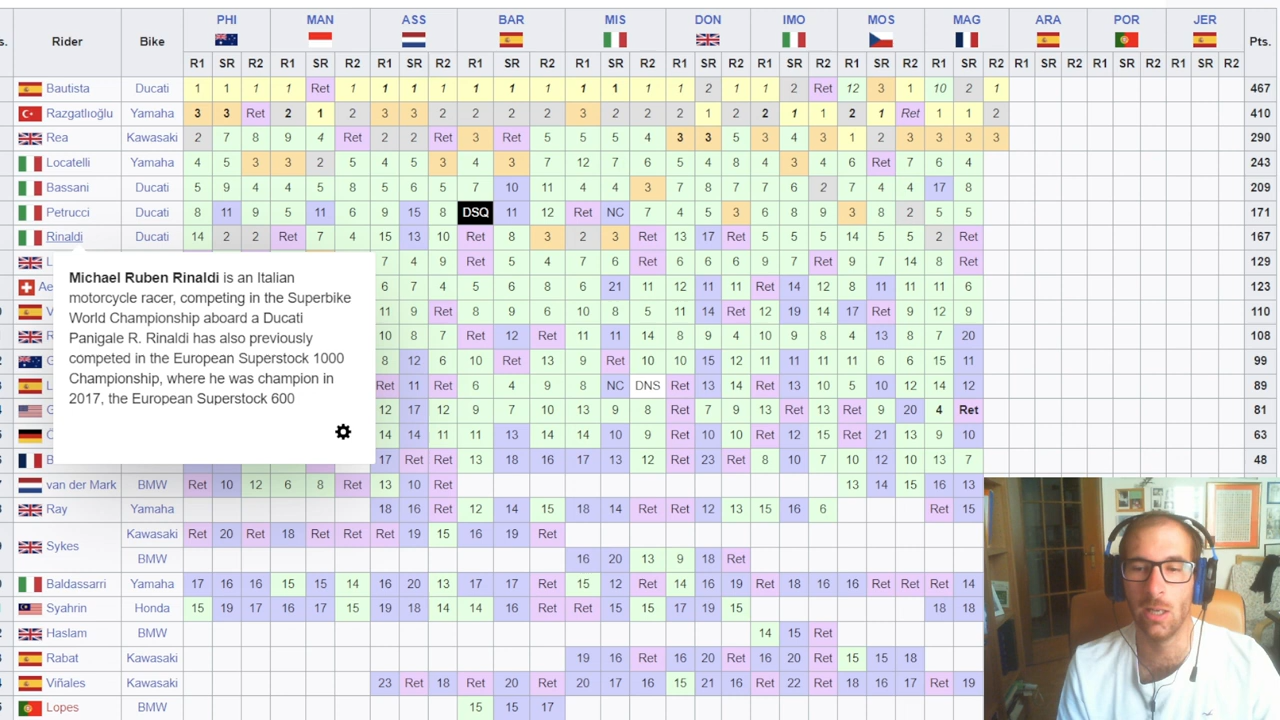 PHI MAN ASS BAR MIS DON IMO MOS MAG ARA POR JER
s. Rider Bike Pts.
R1 SR R2 R1 SR R2 R1 SR R2 R1 SR R2 R1 SR R2 R1 SR R2 R1 SR R2 R1 SR R2 R1 SR R2 R1 SR R2 R1 SR R2 R1 SR R2
Bautista Ducati 1 1 1 1 Ret 1 1 1 1 1 1 1 1 1 1 1 2 1 1 2 Ret 12 3 1 10 2 1 467
Razgatlıoğlu Yamaha 3 3 Ret 2 1 2 3 3 2 2 2 2 3 2 2 2 1 2 2 1 1 2 1 Ret 1 1 2 410
Rea Kawasaki 2 7 8 9 4 Ret 2 2 Ret 3 Ret 5 5 5 4 3 3 5 3 4 3 1 2 3 3 3 3 290
Locatelli Yamaha 4 5 3 3 2 5 4 5 3 4 3 7 12 7 6 5 4 8 4 3 4 6 Ret 7 6 4 243
Bassani Ducati 5 9 4 4 5 8 5 6 5 7 10 11 4 4 3 7 8 7 7 6 2 7 4 4 17 8 209
Petrucci Ducati 8 11 9 5 11 6 9 15 8 DSQ 11 12 Ret NC 7 4 5 3 6 8 9 3 8 2 5 5 171
Rinaldi Ducati 14 2 2 Ret 7 4 15 13 10 Ret 8 3 2 3 Ret 13 17 Ret 5 5 5 14 5 5 2 Ret 167
L 7 4 9 Ret 5 4 7 6 Ret 6 6 6 9 7 Ret 9 7 14 8 Ret 129
Ae 6 7 4 5 6 8 6 21 11 12 11 11 Ret 14 12 8 11 11 11 6 123
V 11 9 Ret 8 9 6 10 8 5 11 14 Ret 12 19 14 17 Ret 9 12 9 110
R 10 8 7 Ret 12 Ret 11 11 14 8 9 4 10 9 8 4 13 8 7 20 108
G 8 12 6 10 Ret 13 9 Ret 10 10 15 12 11 11 11 11 6 6 15 11 99
L Ret 11 Ret 6 4 9 8 NC DNS Ret 13 14 Ret 13 10 5 10 12 14 12 89
G 12 17 12 9 7 10 13 9 8 Ret 7 9 13 Ret 13 Ret 9 20 4 Ret 81
Ö 14 14 11 11 13 14 14 10 9 Ret 10 10 Ret 12 15 Ret 21 13 9 10 63
B 17 Ret Ret 13 18 16 17 13 12 Ret 23 Ret 8 10 7 10 12 10 13 7 48
van der Mark BMW Ret 10 12 6 8 Ret 13 10 Ret 13 14 15 16 13
Ray Yamaha 18 16 Ret 12 14 15 18 14 Ret Ret 12 13 15 16 6 Ret 15
Sykes Kawasaki Ret 20 Ret 18 Ret Ret Ret 19 15 16 19 Ret
BMW 16 20 13 9 18 Ret
Baldassarri Yamaha 17 16 16 15 15 14 16 20 13 17 17 Ret 15 12 Ret 14 16 19 Ret 18 16 16 Ret Ret Ret 14
Syahrin Honda 15 19 17 16 17 15 19 18 14 14 16 Ret Ret 15 15 17 19 15 18 18
Haslam BMW 14 15 Ret
Rabat Kawasaki 19 16 Ret 16 20 Ret 16 20 Ret 15 15 18
Viñales Kawasaki 23 Ret 18 Ret 20 Ret 20 17 16 15 21 Ret 22 Ret 18 16 17 Ret 19
Lopes BMW 15 15 17
Michael Ruben Rinaldi is an Italian
motorcycle racer, competing in the Superbike
World Championship aboard a Ducati
Panigale R. Rinaldi has also previously
competed in the European Superstock 1000
Championship, where he was champion in
2017, the European Superstock 600